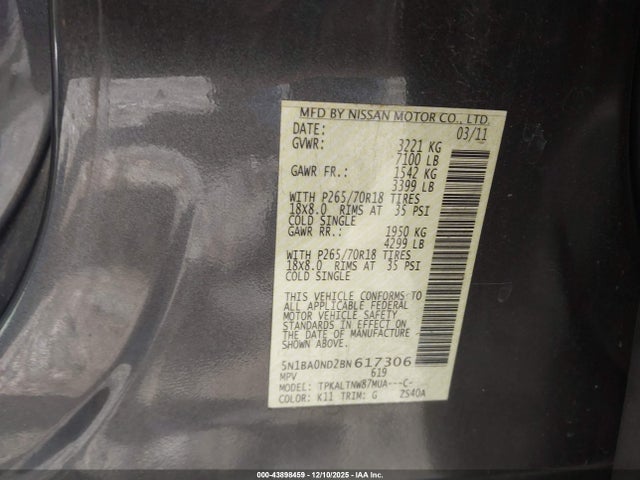 MFD BY NISSAN MOTOR CO., LTD.
DATE: 03/11
GVWR: 3221 KG
7100 LB
GAWR FR.: 1542 KG
3399 LB
WITH P265/70R18 TIRES
18X8.0 RIMS AT 35 PSI
COLD SINGLE
GAWR RR.: 1950 KG
4299 LB
WITH P265/70R18 TIRES
18X8.0 RIMS AT 35 PSI
COLD SINGLE
THIS VEHICLE CONFORMS TO
ALL APPLICABLE FEDERAL
MOTOR VEHICLE SAFETY
STANDARDS IN EFFECT ON
THE DATE OF MANUFACTURE
SHOWN ABOVE.
5N1BA0ND2BN617306
MPV 619
MODEL: TPKALTNW87MUA---C-
COLOR: K11 TRIM: G ZS40A
000-43898459 - 12/10/2025 - IAA Inc.